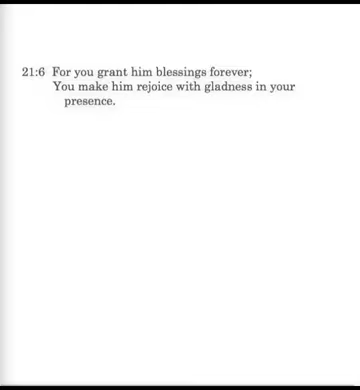 21:6 For you grant him blessings forever;
You make him rejoice with gladness in your
presence.